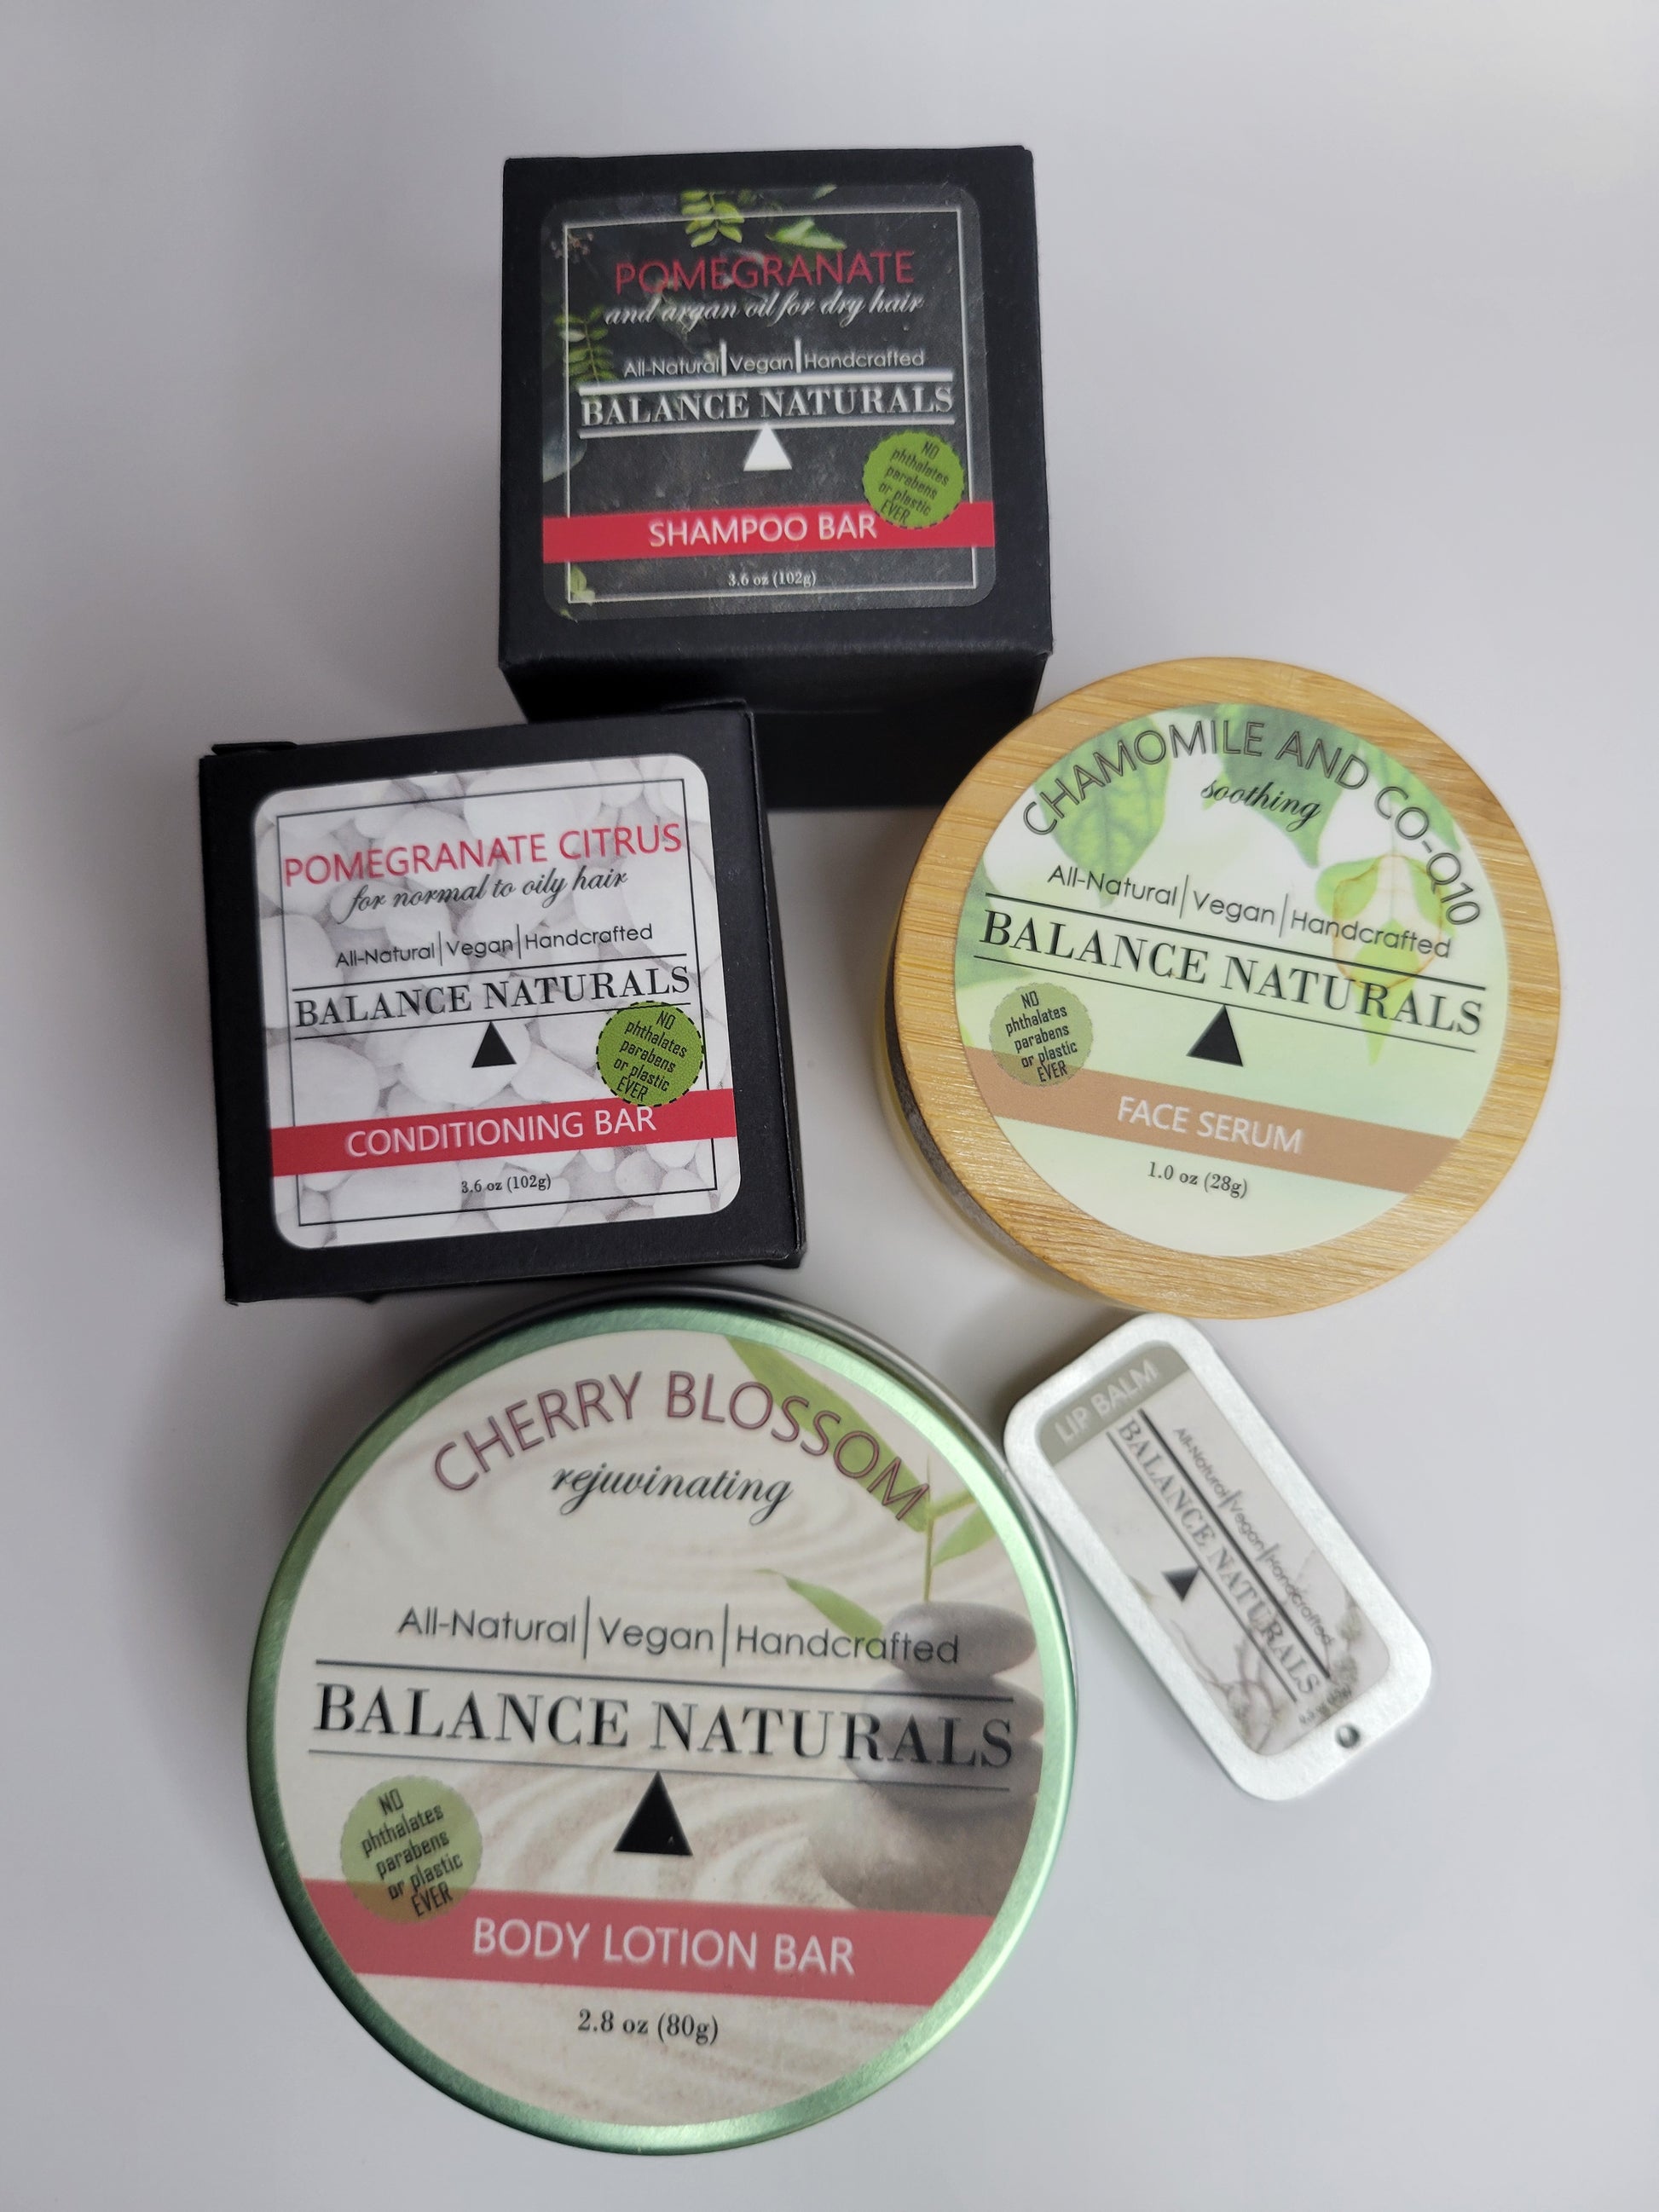 POMEGRANATE
and argan oil for dry hair
All-Natural|Vegan|Handcrafted
BALANCE NATURALS
NO
phthalates
parabens
or plastic
EVER
SHAMPOO BAR
3.6 oz (102g)
POMEGRANATE CITRUS
for normal to oily hair
All-Natural|Vegan|Handcrafted
BALANCE NATURALS
NO
phthalates
parabens
or plastic
EVER
CONDITIONING BAR
3.6 oz (102g)
CHAMOMILE AND CO-Q10
soothing
All-Natural|Vegan|Handcrafted
BALANCE NATURALS
NO
phthalates
parabens
or plastic
EVER
FACE SERUM
1.0 oz (28g)
CHERRY BLOSSOM
rejuvinating
All-Natural|Vegan|Handcrafted
BALANCE NATURALS
NO
phthalates
parabens
or plastic
EVER
BODY LOTION BAR
2.8 oz (80g)
LIP BALM
All-Natural|Vegan|Handcrafted
BALANCE NATURALS